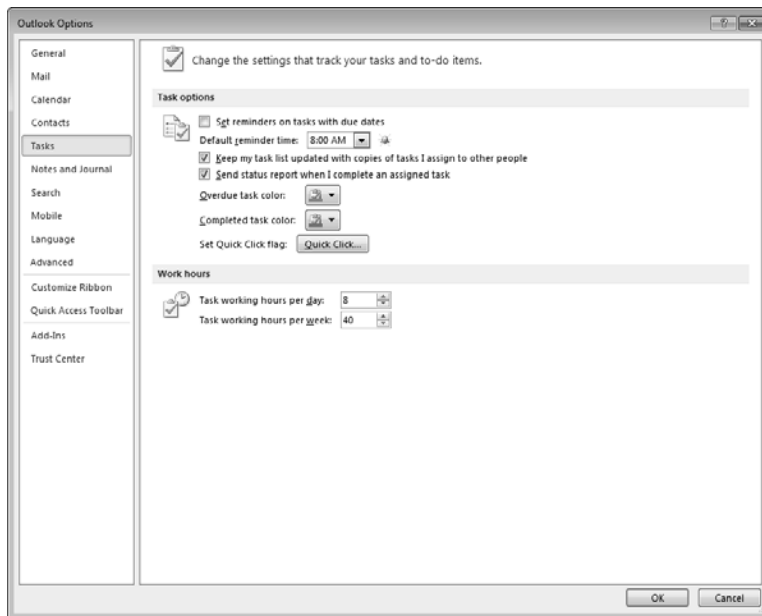 Outlook Options
General
Mail
Calendar
Contacts
Tasks
Notes and Journal
Search
Mobile
Language
Advanced
Customize Ribbon
Quick Access Toolbar
Add-Ins
Trust Center
Change the settings that track your tasks and to-do items.
Task options
Set reminders on tasks with due dates
Default reminder time: 8:00 AM
Keep my task list updated with copies of tasks I assign to other people
Send status report when I complete an assigned task
Overdue task color:
Completed task color:
Set Quick Click flag: Quick Click...
Work hours
Task working hours per day: 8
Task working hours per week: 40
OK Cancel